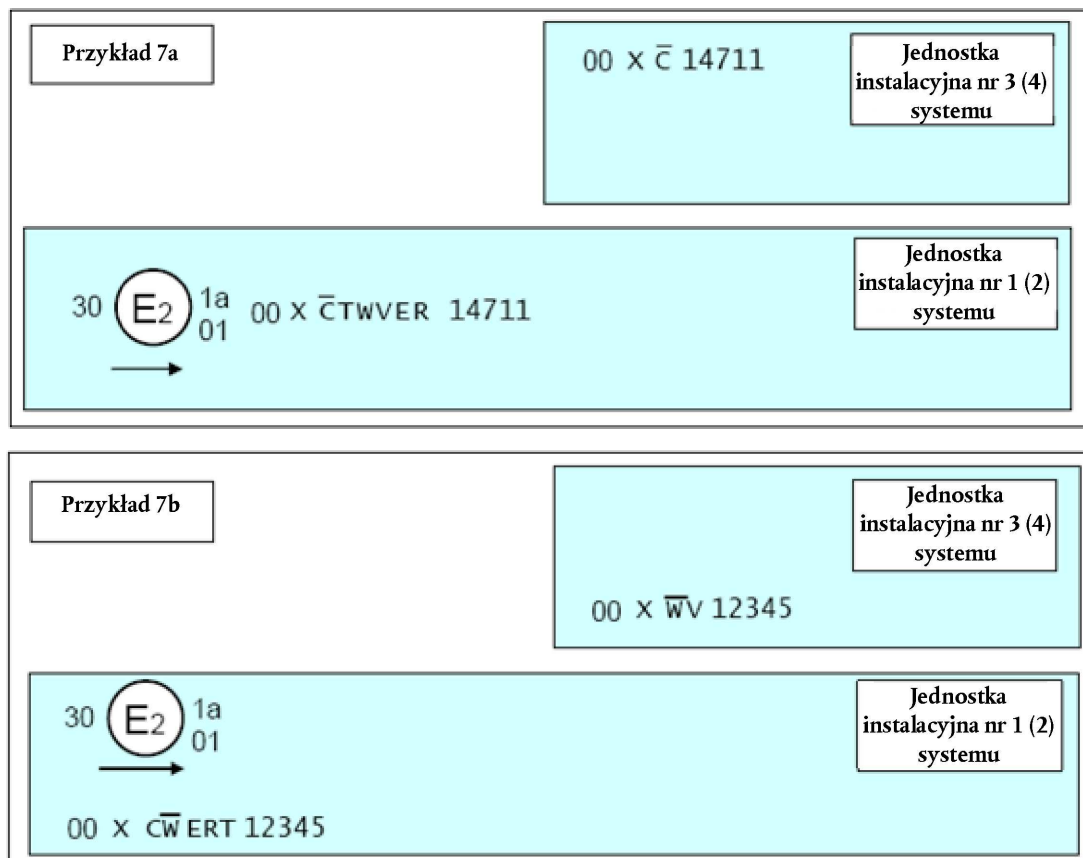 Przykład 7a
00 X C̅ 14711
Jednostka
instalacyjna nr 3 (4)
systemu
Jednostka
instalacyjna nr 1 (2)
systemu
30 E2 1a
01
00 X C̅TWVER 14711
Przykład 7b
Jednostka
instalacyjna nr 3 (4)
systemu
00 X W̅V 12345
30 E2 1a
01
Jednostka
instalacyjna nr 1 (2)
systemu
00 X CW̅ERT 12345